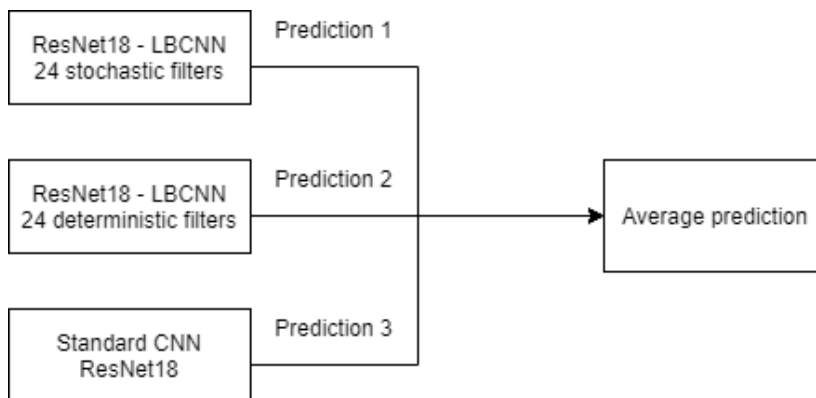 ResNet18 - LBCNN
24 stochastic filters
Prediction 1
ResNet18 - LBCNN
24 deterministic filters
Prediction 2
Average prediction
Standard CNN
ResNet18
Prediction 3